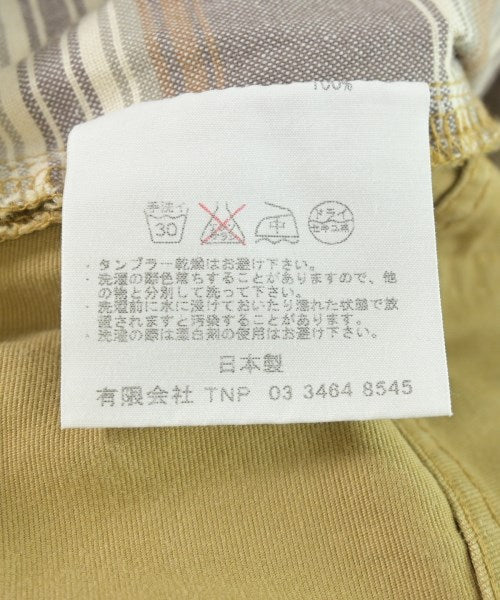 100%
手洗イ
30
エンソサラシ
中
ドライ
セキユ系
・タンブラー乾燥はお避け下さい。
・洗濯の際色落ちすることがありますので、他
の物と分別して洗って下さい。
・洗濯前に水に浸けておいたり濡れた状態で放
置されますと汚染することがあります。
・洗濯の際は漂白剤の使用はお避け下さい。
日本製
有限会社 TNP 03 3464 8545